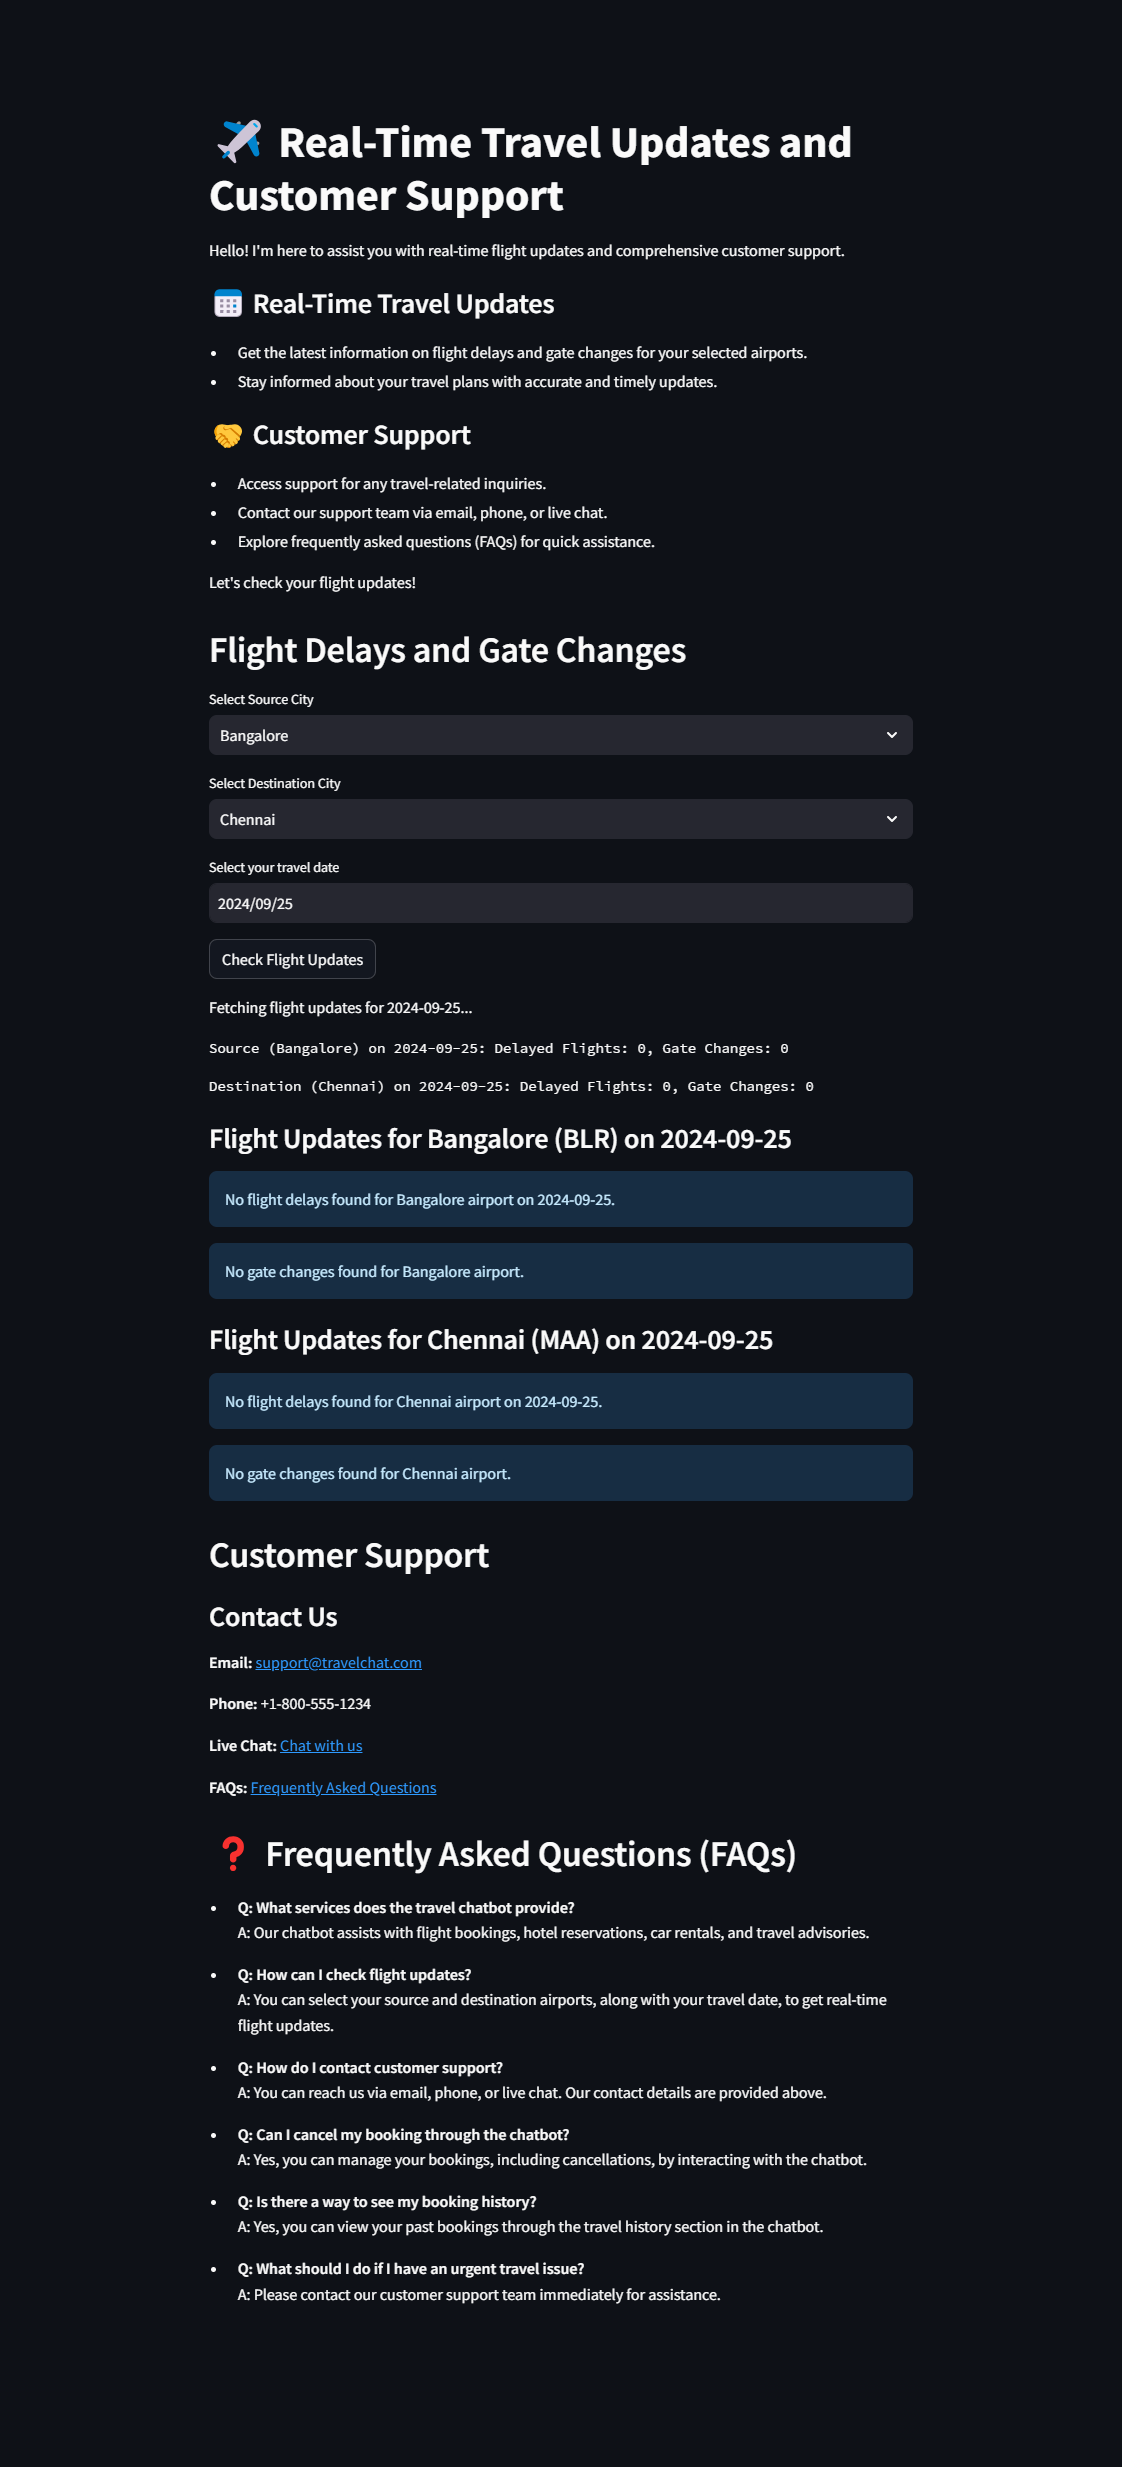 ✈️ Real-Time Travel Updates and
Customer Support
Hello! I'm here to assist you with real-time flight updates and comprehensive customer support.
Real-Time Travel Updates
• Get the latest information on flight delays and gate changes for your selected airports.
• Stay informed about your travel plans with accurate and timely updates.
🤝 Customer Support
• Access support for any travel-related inquiries.
• Contact our support team via email, phone, or live chat.
• Explore frequently asked questions (FAQs) for quick assistance.
Let's check your flight updates!
Flight Delays and Gate Changes
Select Source City
Bangalore
Select Destination City
Chennai
Select your travel date
2024/09/25
Check Flight Updates
Fetching flight updates for 2024-09-25...
Source (Bangalore) on 2024-09-25: Delayed Flights: 0, Gate Changes: 0
Destination (Chennai) on 2024-09-25: Delayed Flights: 0, Gate Changes: 0
Flight Updates for Bangalore (BLR) on 2024-09-25
No flight delays found for Bangalore airport on 2024-09-25.
No gate changes found for Bangalore airport.
Flight Updates for Chennai (MAA) on 2024-09-25
No flight delays found for Chennai airport on 2024-09-25.
No gate changes found for Chennai airport.
Customer Support
Contact Us
Email: support@travelchat.com
Phone: +1-800-555-1234
Live Chat: Chat with us
FAQs: Frequently Asked Questions
❓ Frequently Asked Questions (FAQs)
• Q: What services does the travel chatbot provide?
A: Our chatbot assists with flight bookings, hotel reservations, car rentals, and travel advisories.
• Q: How can I check flight updates?
A: You can select your source and destination airports, along with your travel date, to get real-time
flight updates.
• Q: How do I contact customer support?
A: You can reach us via email, phone, or live chat. Our contact details are provided above.
• Q: Can I cancel my booking through the chatbot?
A: Yes, you can manage your bookings, including cancellations, by interacting with the chatbot.
• Q: Is there a way to see my booking history?
A: Yes, you can view your past bookings through the travel history section in the chatbot.
• Q: What should I do if I have an urgent travel issue?
A: Please contact our customer support team immediately for assistance.